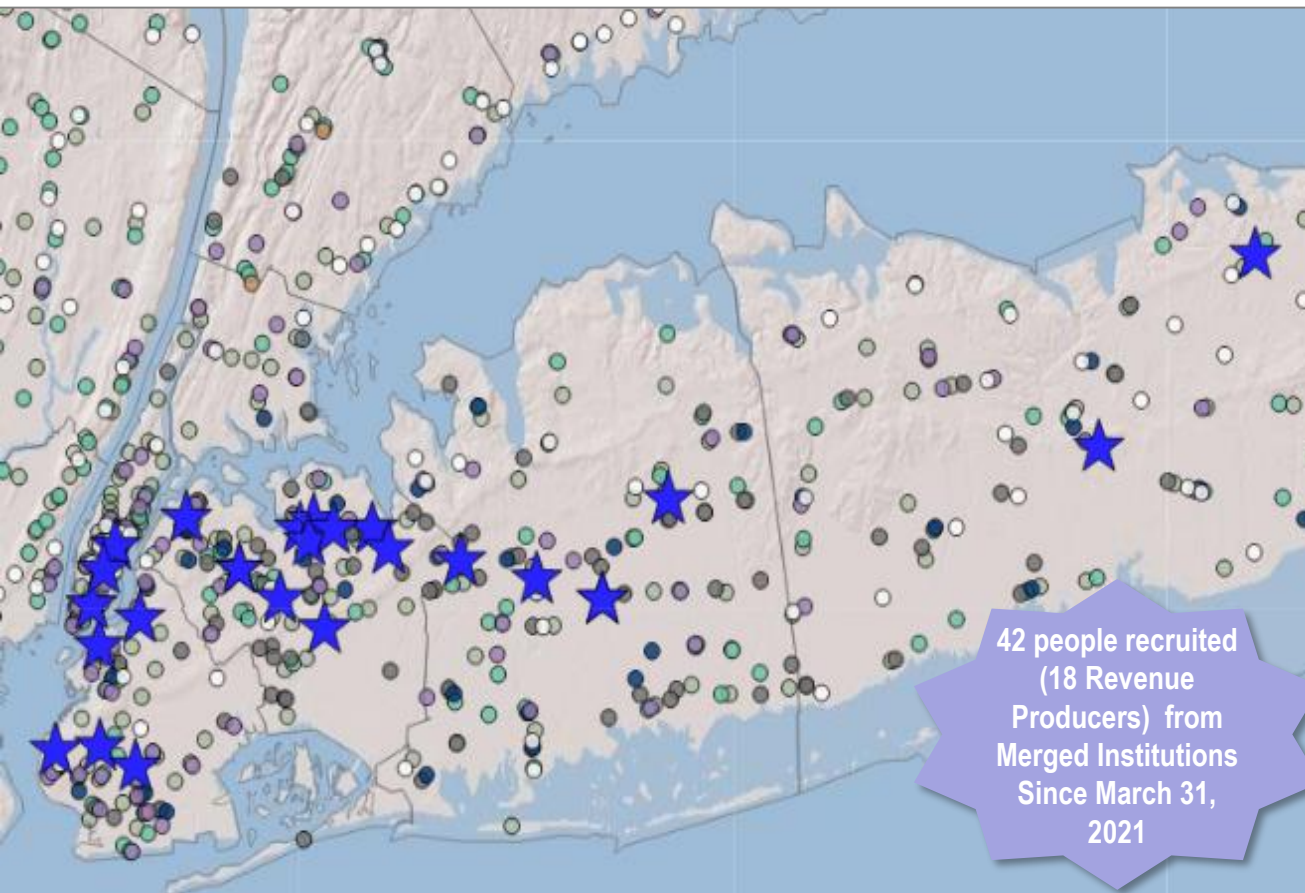 42 people recruited
(18 Revenue
Producers) from
Merged Institutions
Since March 31,
2021